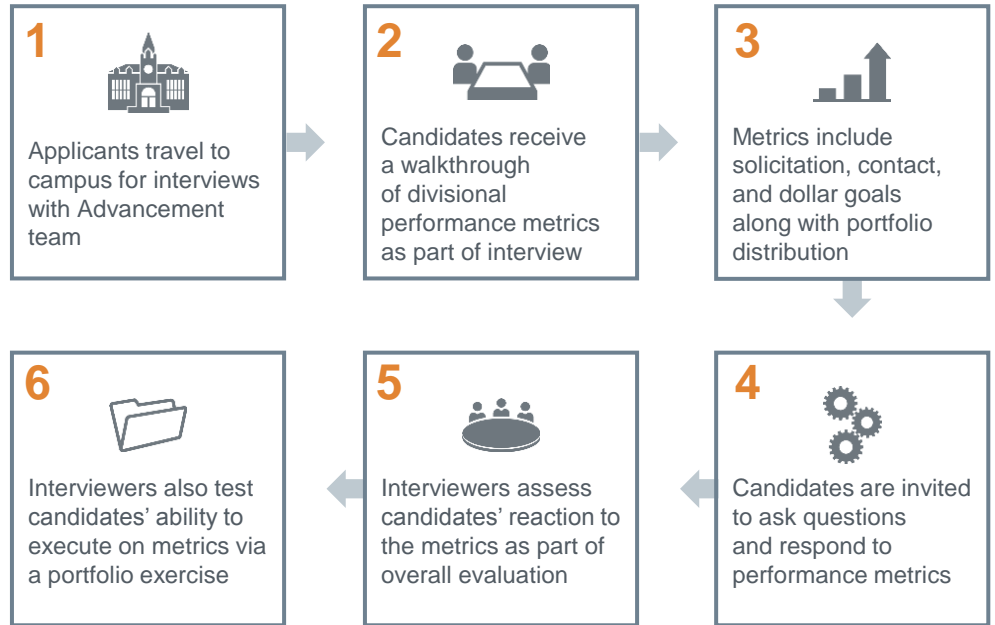 1
Applicants travel to
campus for interviews
with Advancement
team
2
Candidates receive
a walkthrough
of divisional
performance metrics
as part of interview
3
Metrics include
solicitation, contact,
and dollar goals
along with portfolio
distribution
4
Candidates are invited
to ask questions
and respond to
performance metrics
5
Interviewers assess
candidates’ reaction to
the metrics as part of
overall evaluation
6
Interviewers also test
candidates’ ability to
execute on metrics via
a portfolio exercise